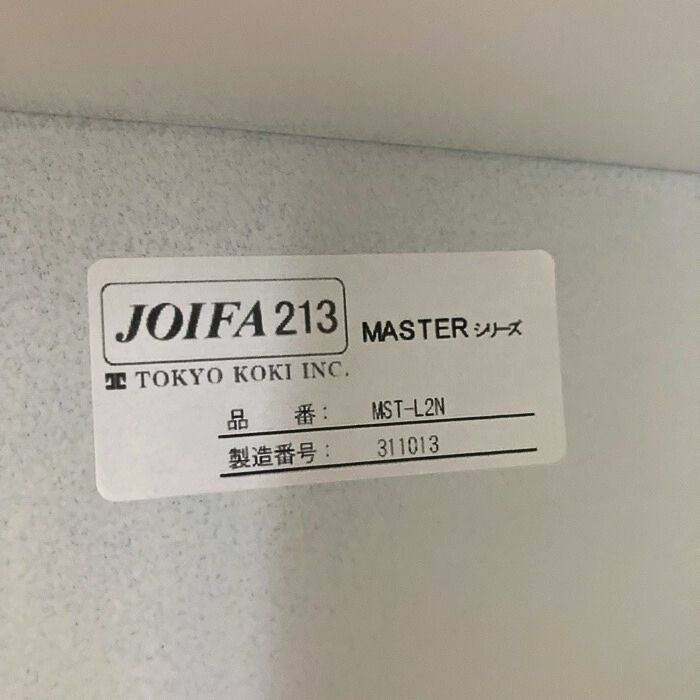 JOIFA 213 MASTERシリーズ
TOKYO KOKI INC.
品 番： MST-L2N
製造番号： 311013